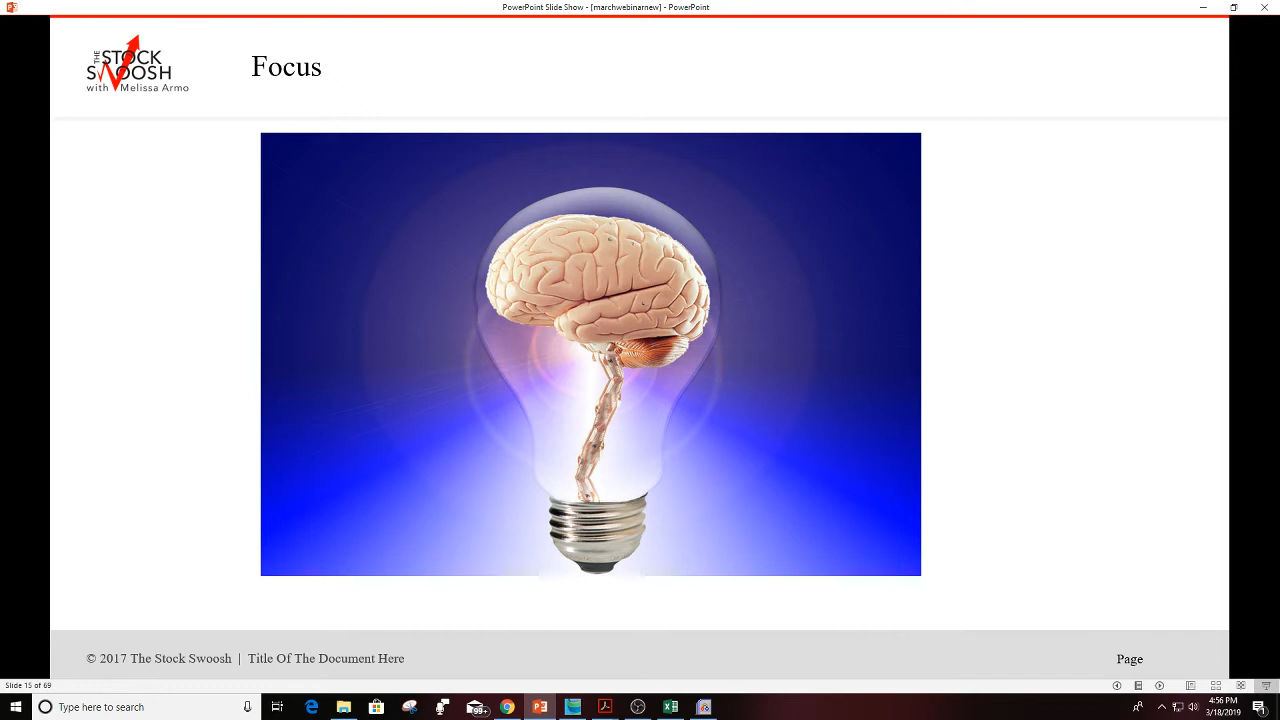 PowerPoint Slide Show - [marchwebinarnew] - PowerPoint
THE
STOCK
SWOOSH
with Melissa Armo
Focus
© 2017 The Stock Swoosh | Title Of The Document Here
Page
Slide 15 of 69
Type here to search
99+
4:56 PM
3/18/2019